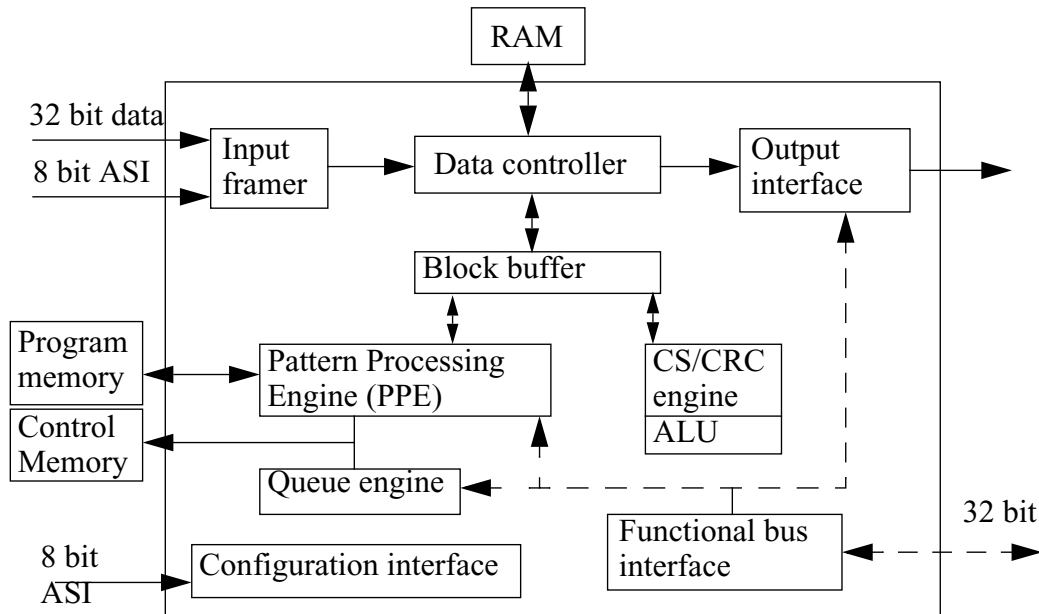 RAM
32 bit data
8 bit ASI
Input
framer
Data controller
Output
interface
Block buffer
Program
memory
Pattern Processing
Engine (PPE)
CS/CRC
engine
ALU
Control
Memory
Queue engine
Functional bus
interface
32 bit
8 bit
ASI
Configuration interface